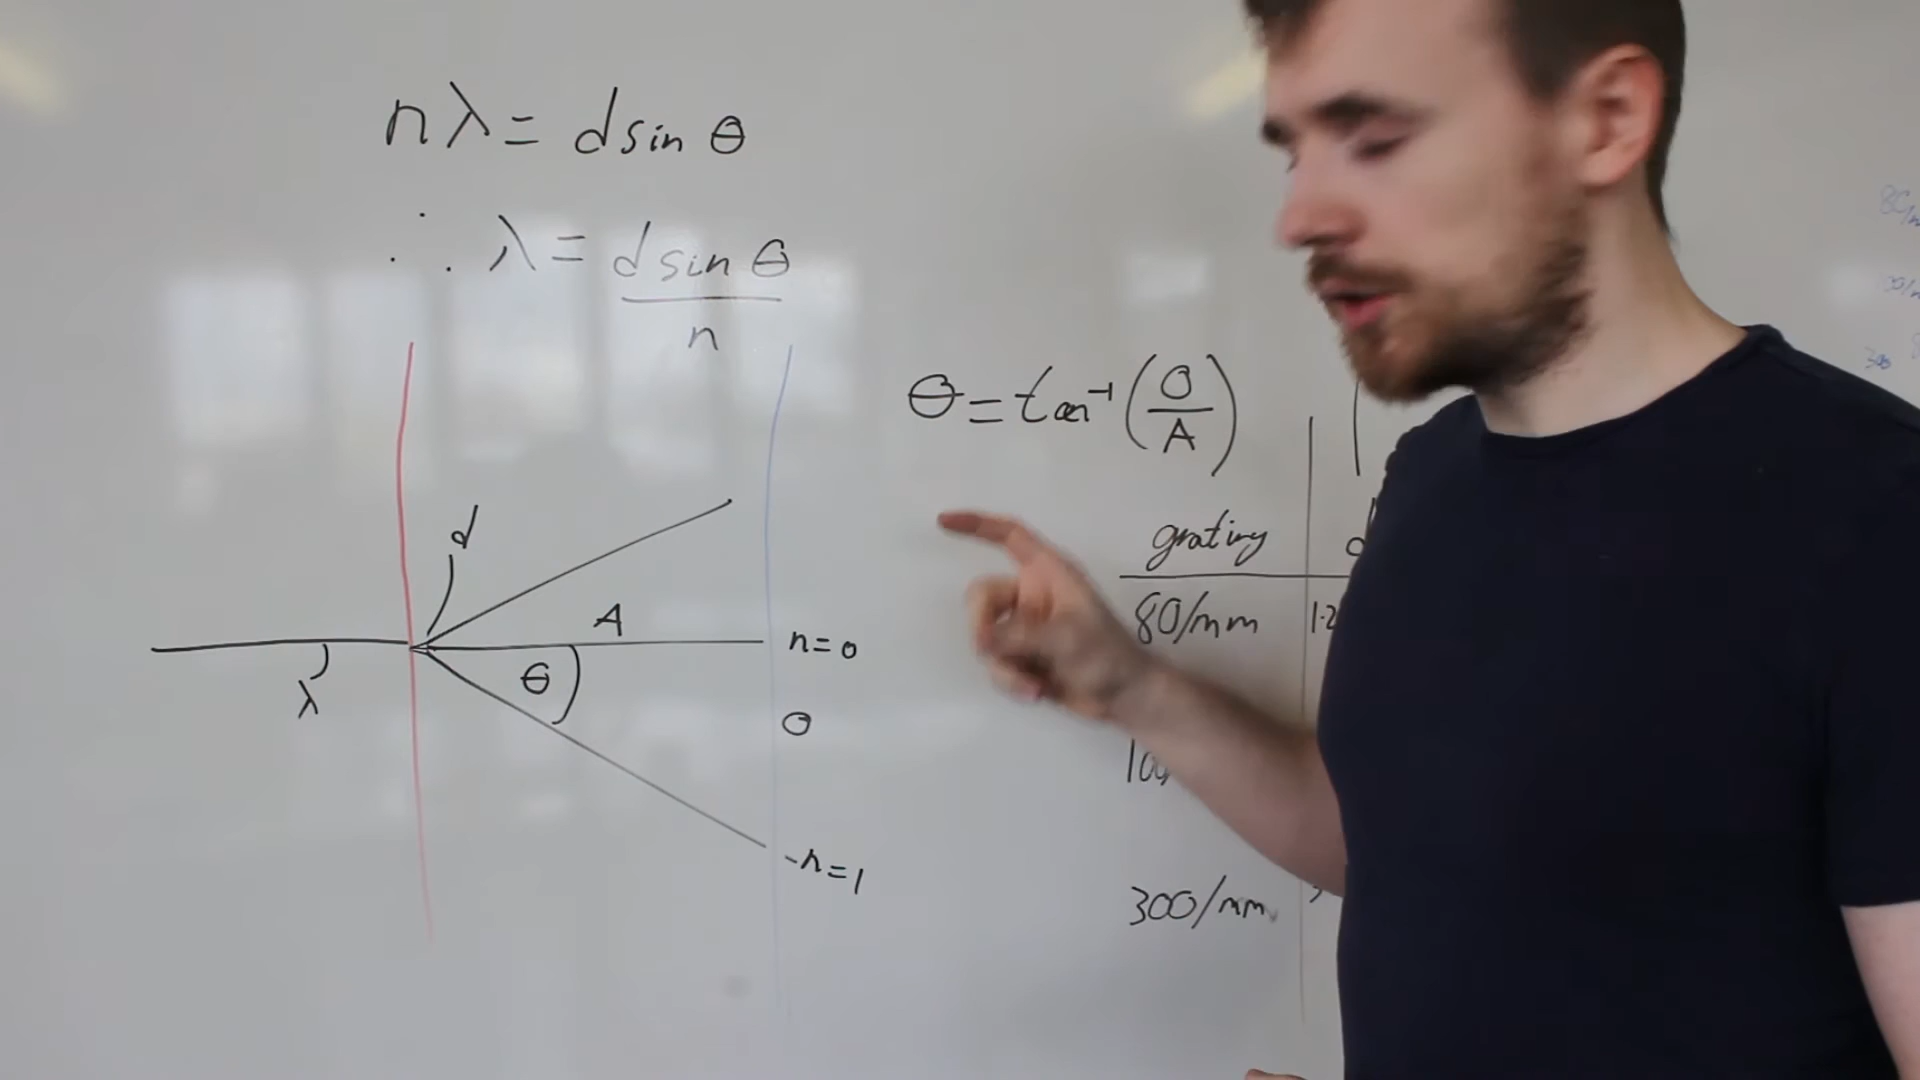 nλ = d sin θ
∴ λ = d sin θ / n
θ = tan⁻¹ (O/A)
d
A
n=0
λ
θ
O
-n=1
grating
80/mm
300/mm